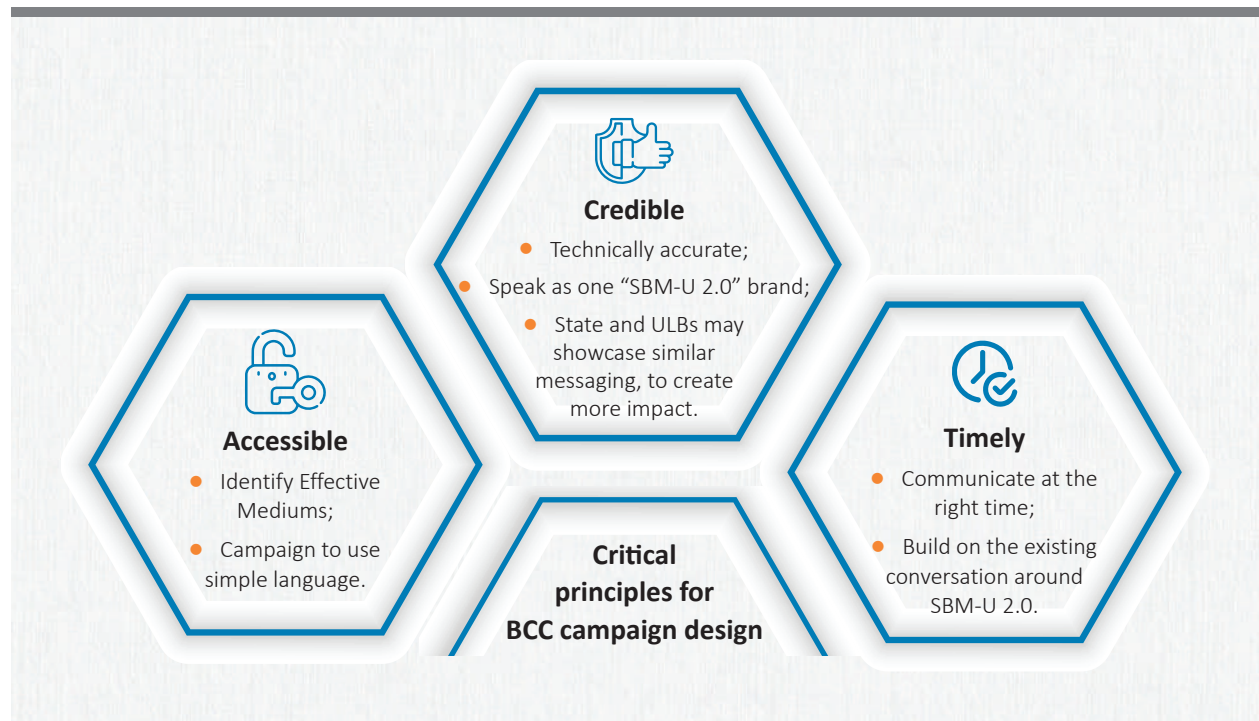 Credible
Technically accurate;
Speak as one “SBM-U 2.0” brand;
State and ULBs may
showcase similar
messaging, to create
more impact.
Accessible
Identify Effective
Mediums;
Campaign to use
simple language.
Timely
Communicate at the
right time;
Build on the existing
conversation around
SBM-U 2.0.
Critical
principles for
BCC campaign design